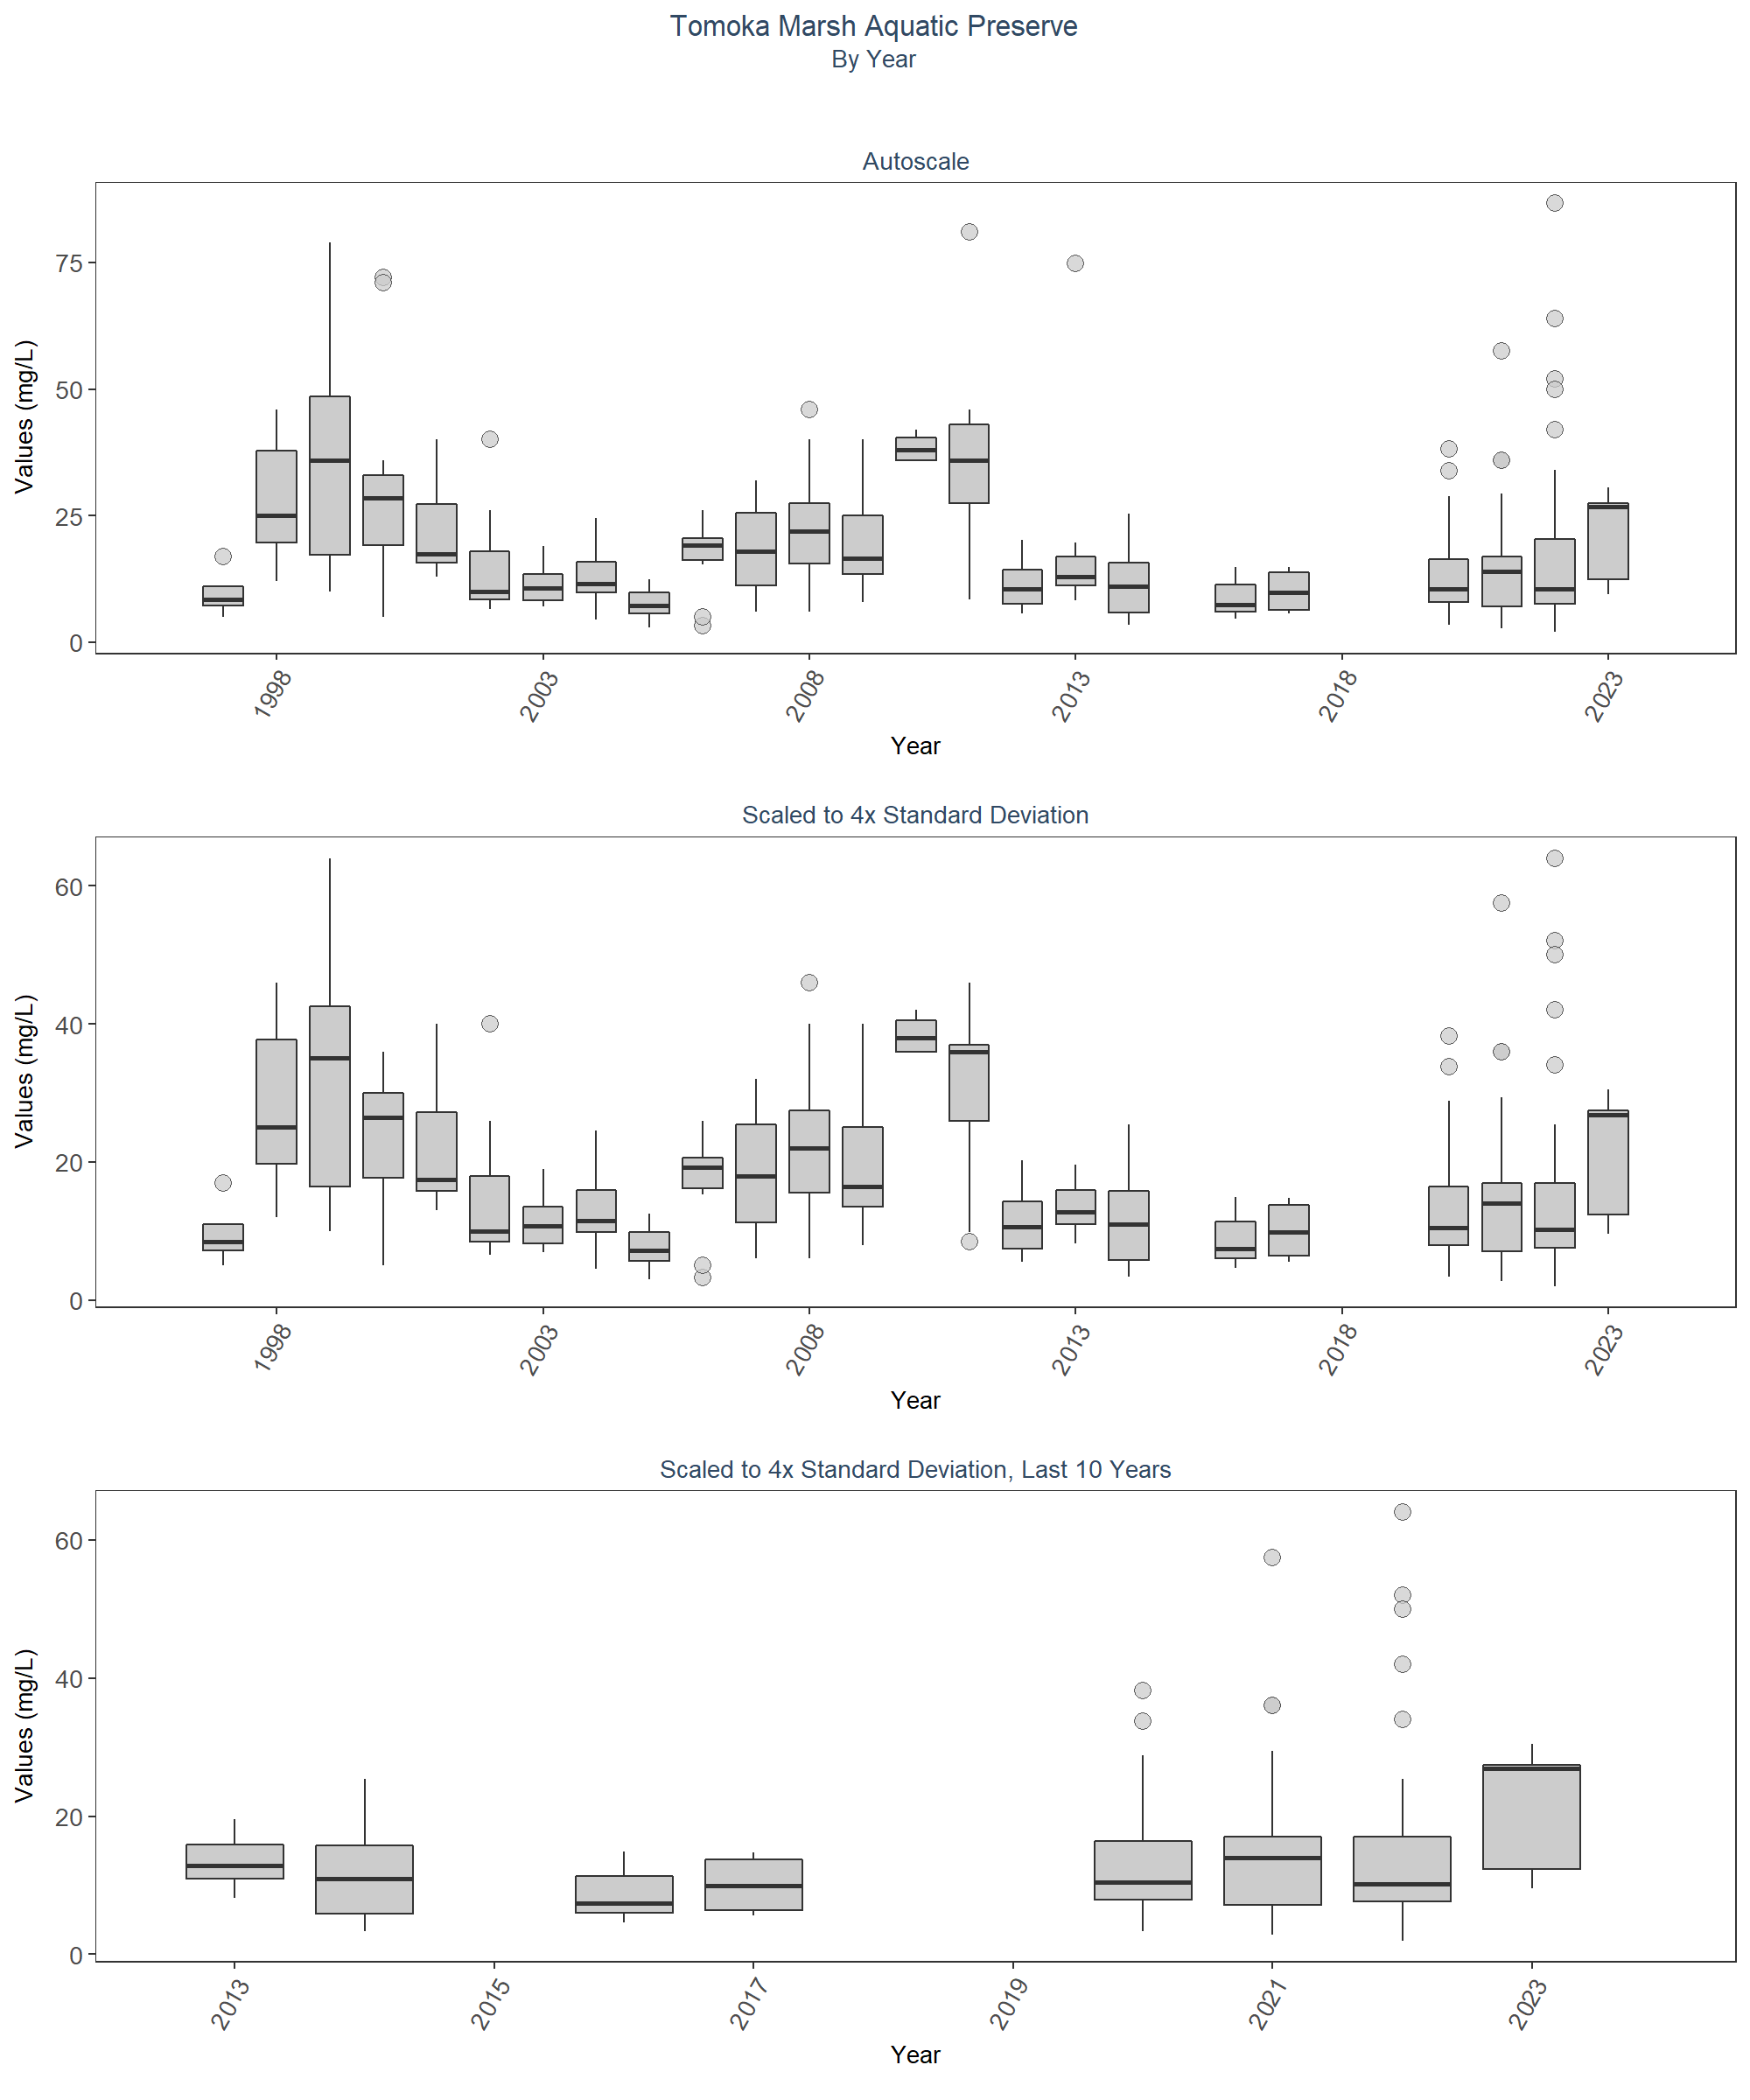 Tomoka Marsh Aquatic Preserve
By Year
Autoscale
Values (mg/L)
75
50
25
0
1998
2003
2008
2013
2018
2023
Year
Scaled to 4x Standard Deviation
Values (mg/L)
60
40
20
0
1998
2003
2008
2013
2018
2023
Year
Scaled to 4x Standard Deviation, Last 10 Years
Values (mg/L)
60
40
20
0
2013
2015
2017
2019
2021
2023
Year